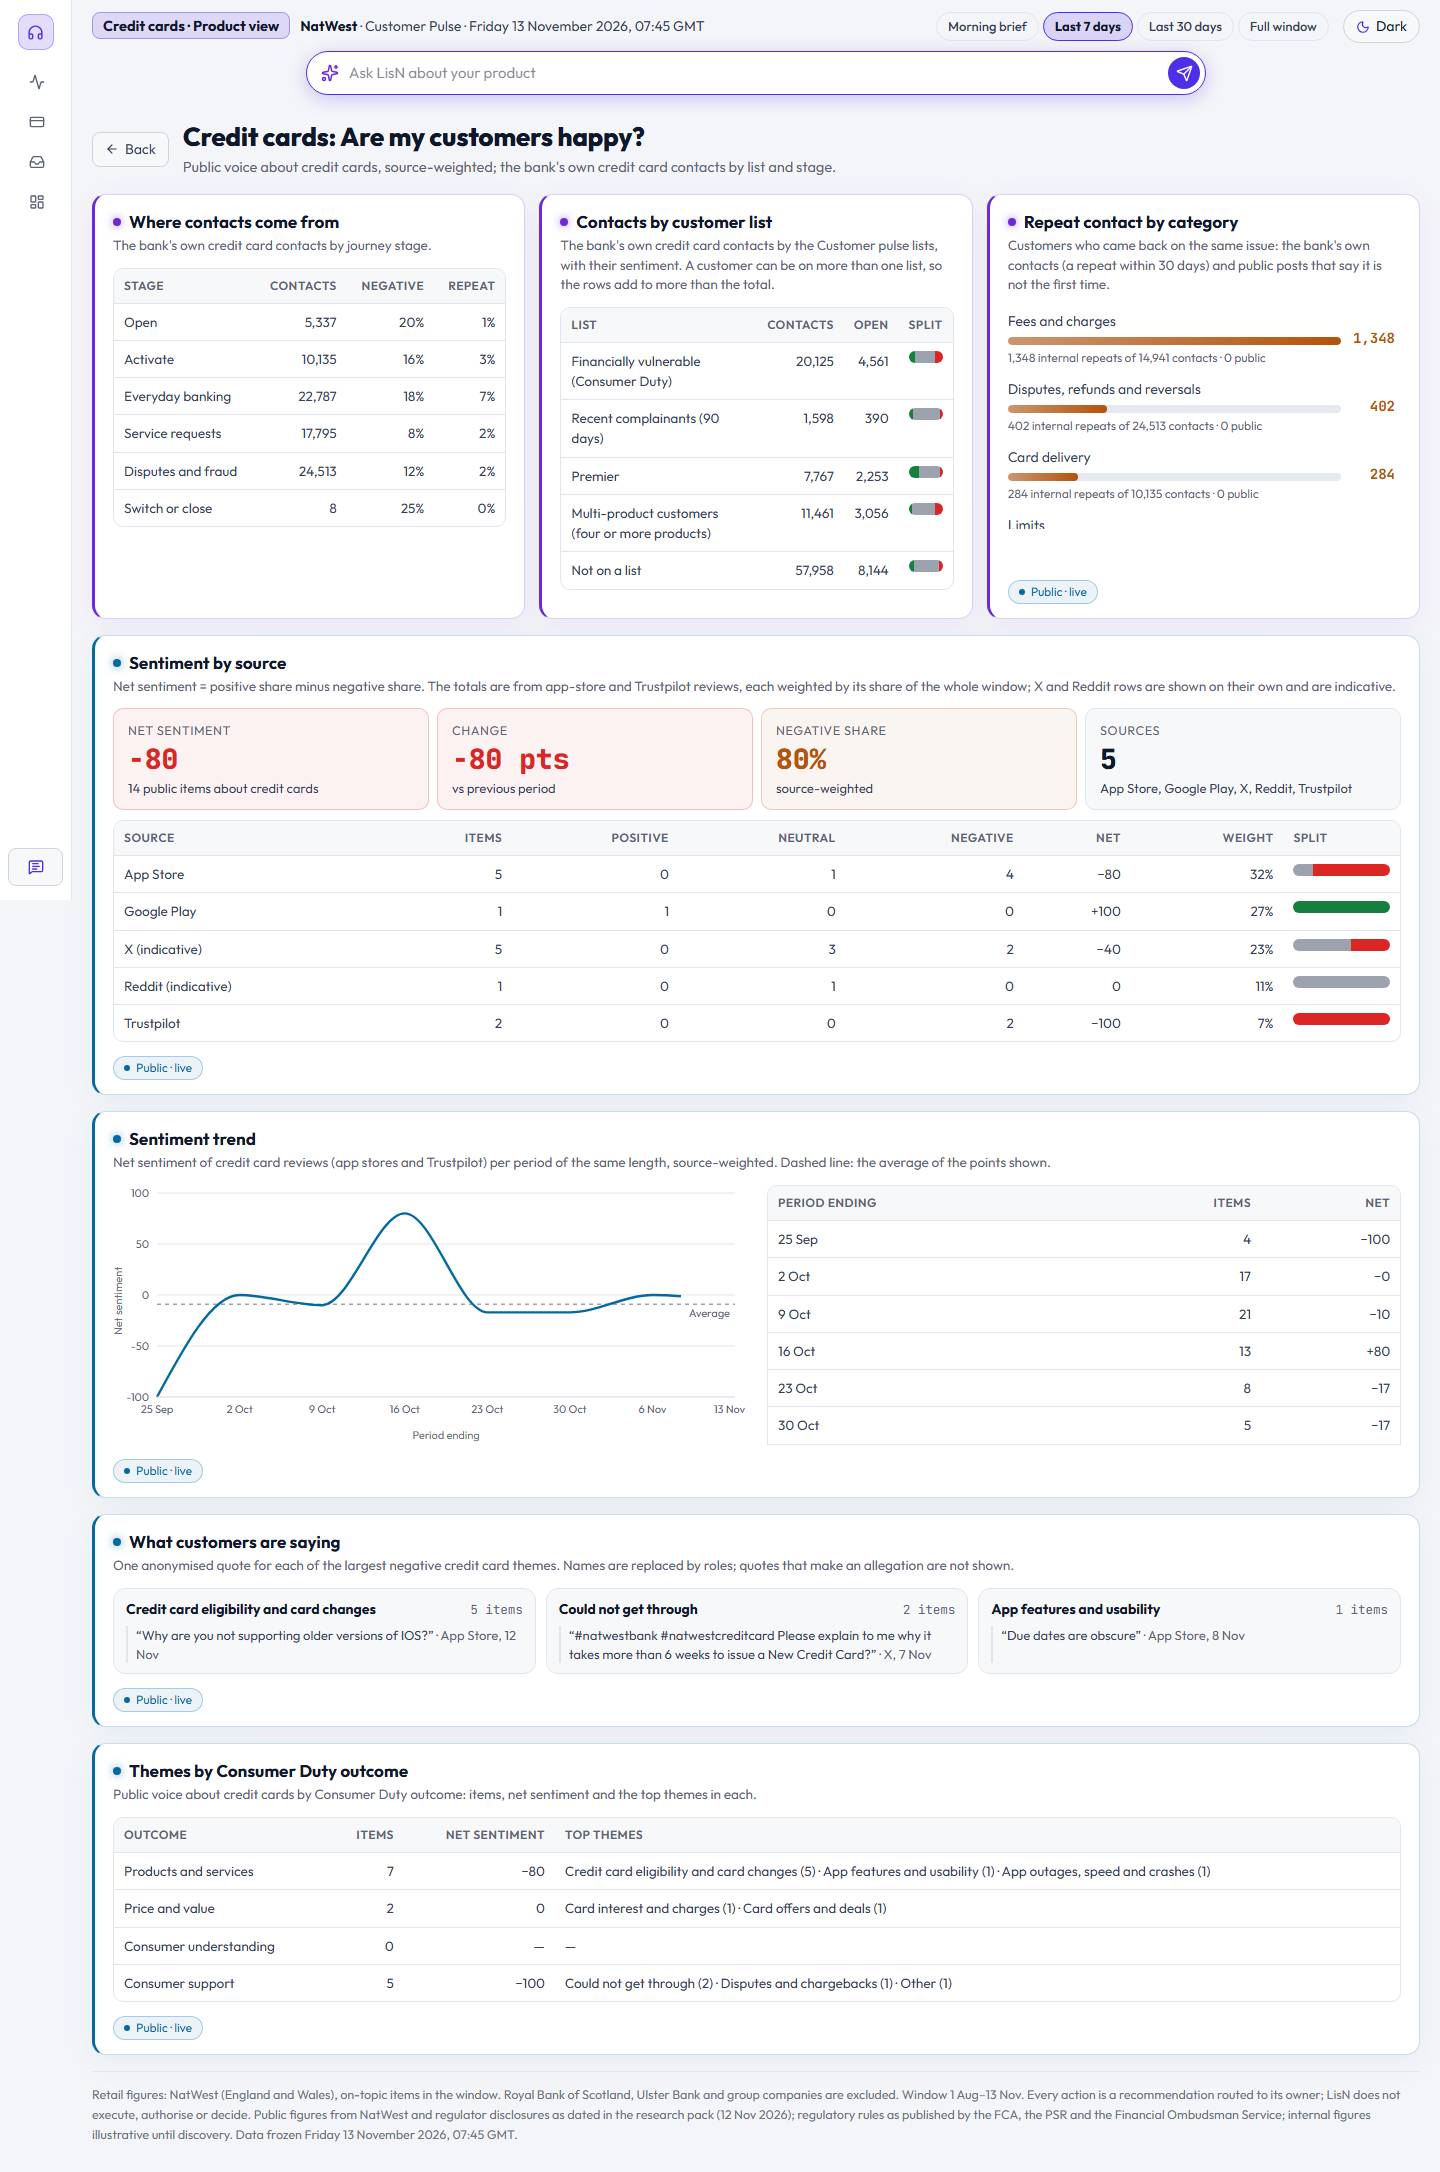 Credit cards · Product view
NatWest · Customer Pulse · Friday 13 November 2026, 07:45 GMT
Morning brief
Last 7 days
Last 30 days
Full window
Dark
Ask LisN about your product
Back
Credit cards: Are my customers happy?
Public voice about credit cards, source-weighted; the bank's own credit card contacts by list and stage.
Where contacts come from
The bank's own credit card contacts by journey stage.
STAGE CONTACTS NEGATIVE REPEAT
Open 5,337 20% 1%
Activate 10,135 16% 3%
Everyday banking 22,787 18% 7%
Service requests 17,795 8% 2%
Disputes and fraud 24,513 12% 2%
Switch or close 8 25% 0%
Contacts by customer list
The bank's own credit card contacts by the Customer pulse lists,
with their sentiment. A customer can be on more than one list, so
the rows add to more than the total.
LIST CONTACTS OPEN SPLIT
Financially vulnerable 20,125 4,561
(Consumer Duty)
Recent complainants (90 1,598 390
days)
Premier 7,767 2,253
Multi-product customers 11,461 3,056
(four or more products)
Not on a list 57,958 8,144
Repeat contact by category
Customers who came back on the same issue: the bank's own
contacts (a repeat within 30 days) and public posts that say it is
not the first time.
Fees and charges
1,348
1,348 internal repeats of 14,941 contacts · 0 public
Disputes, refunds and reversals
402
402 internal repeats of 24,513 contacts · 0 public
Card delivery
284
284 internal repeats of 10,135 contacts · 0 public
Limits
Public · live
Sentiment by source
Net sentiment = positive share minus negative share. The totals are from app-store and Trustpilot reviews, each weighted by its share of the whole window; X and Reddit rows are shown on their own and are indicative.
NET SENTIMENT
-80
14 public items about credit cards
CHANGE
-80 pts
vs previous period
NEGATIVE SHARE
80%
source-weighted
SOURCES
5
App Store, Google Play, X, Reddit, Trustpilot
SOURCE ITEMS POSITIVE NEUTRAL NEGATIVE NET WEIGHT SPLIT
App Store 5 0 1 4 −80 32%
Google Play 1 1 0 0 +100 27%
X (indicative) 5 0 3 2 −40 23%
Reddit (indicative) 1 0 1 0 0 11%
Trustpilot 2 0 0 2 −100 7%
Public · live
Sentiment trend
Net sentiment of credit card reviews (app stores and Trustpilot) per period of the same length, source-weighted. Dashed line: the average of the points shown.
Net sentiment
100
50
0
-50
-100
Average
25 Sep 2 Oct 9 Oct 16 Oct 23 Oct 30 Oct 6 Nov 13 Nov
Period ending
PERIOD ENDING ITEMS NET
25 Sep 4 −100
2 Oct 17 −0
9 Oct 21 −10
16 Oct 13 +80
23 Oct 8 −17
30 Oct 5 −17
Public · live
What customers are saying
One anonymised quote for each of the largest negative credit card themes. Names are replaced by roles; quotes that make an allegation are not shown.
Credit card eligibility and card changes 5 items
“Why are you not supporting older versions of IOS?” · App Store, 12
Nov
Could not get through 2 items
“#natwestbank #natwestcreditcard Please explain to me why it
takes more than 6 weeks to issue a New Credit Card?” · X, 7 Nov
App features and usability 1 items
“Due dates are obscure” · App Store, 8 Nov
Public · live
Themes by Consumer Duty outcome
Public voice about credit cards by Consumer Duty outcome: items, net sentiment and the top themes in each.
OUTCOME ITEMS NET SENTIMENT TOP THEMES
Products and services 7 −80 Credit card eligibility and card changes (5) · App features and usability (1) · App outages, speed and crashes (1)
Price and value 2 0 Card interest and charges (1) · Card offers and deals (1)
Consumer understanding 0 — —
Consumer support 5 −100 Could not get through (2) · Disputes and chargebacks (1) · Other (1)
Public · live
Retail figures: NatWest (England and Wales), on-topic items in the window. Royal Bank of Scotland, Ulster Bank and group companies are excluded. Window 1 Aug–13 Nov. Every action is a recommendation routed to its owner; LisN does not
execute, authorise or decide. Public figures from NatWest and regulator disclosures as dated in the research pack (12 Nov 2026); regulatory rules as published by the FCA, the PSR and the Financial Ombudsman Service; internal figures
illustrative until discovery. Data frozen Friday 13 November 2026, 07:45 GMT.